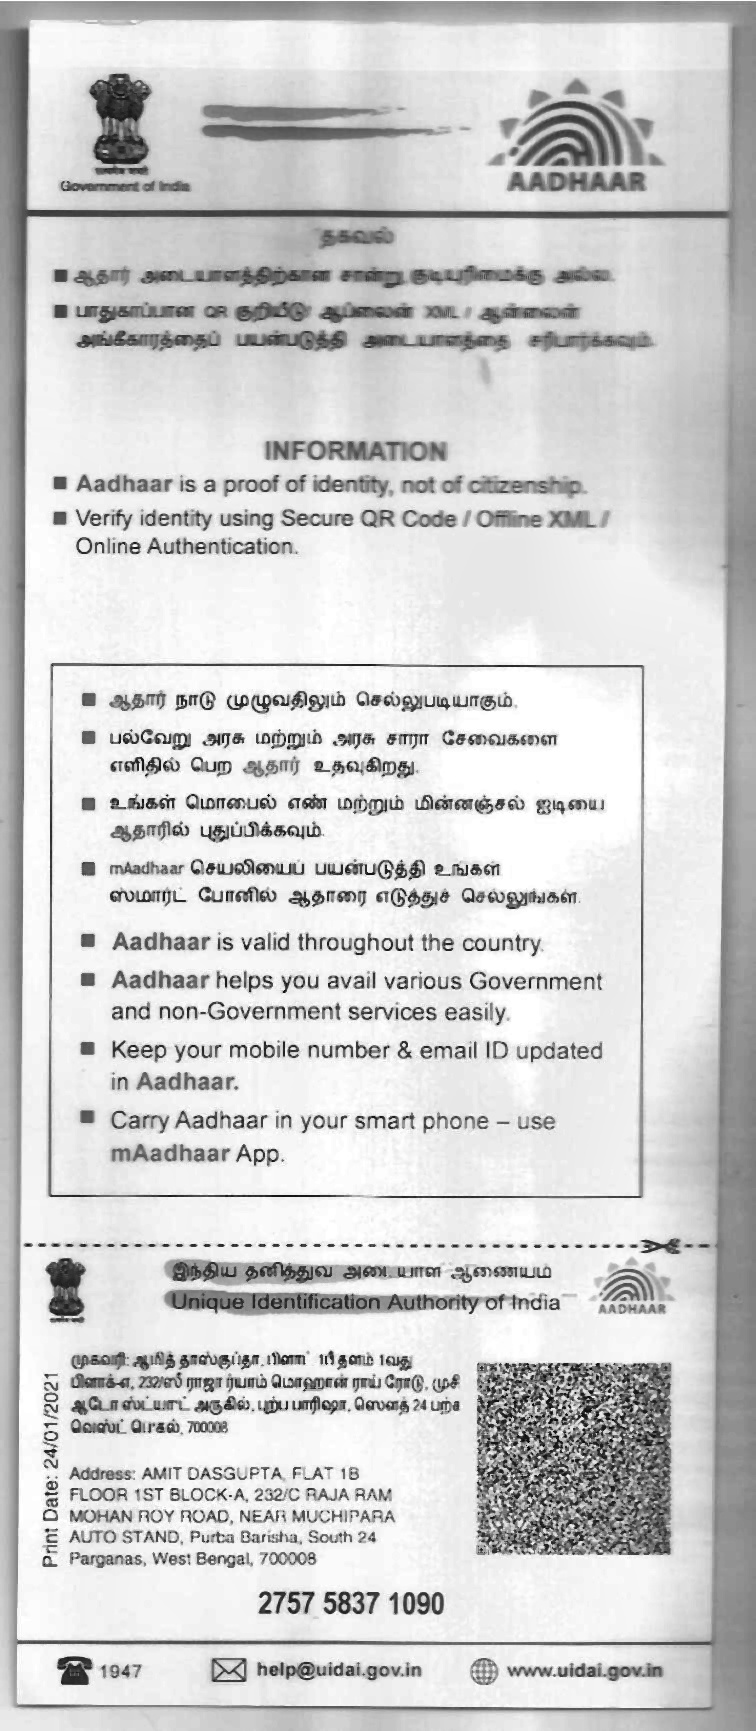 Government of India
AADHAAR
தகவல்
ஆதார் அடையாளத்திற்கான சான்று, குடியுரிமைக்கு அல்ல.
பாதுகாப்பான QR குறியீடு/ ஆஃப்லைன் XML / ஆன்லைன்
அங்கீகாரத்தைப் பயன்படுத்தி அடையாளத்தை சரிபார்க்கவும்.
INFORMATION
Aadhaar is a proof of identity, not of citizenship.
Verify identity using Secure QR Code / Offline XML /
Online Authentication.
ஆதார் நாடு முழுவதிலும் செல்லுபடியாகும்.
பல்வேறு அரசு மற்றும் அரசு சாரா சேவைகளை
எளிதில் பெற ஆதார் உதவுகிறது.
உங்கள் மொபைல் எண் மற்றும் மின்னஞ்சல் ஐடியை
ஆதாரில் புதுப்பிக்கவும்.
mAadhaar செயலியைப் பயன்படுத்தி உங்கள்
ஸ்மார்ட் போனில் ஆதாரை எடுத்துச் செல்லுங்கள்.
Aadhaar is valid throughout the country.
Aadhaar helps you avail various Government
and non-Government services easily.
Keep your mobile number & email ID updated
in Aadhaar.
Carry Aadhaar in your smart phone – use
mAadhaar App.
இந்திய தனித்துவ அடையாள ஆணையம்
Unique Identification Authority of India
AADHAAR
Print Date: 24/01/2021
முகவரி: ஆமித் தாஸ்குப்தா, தளம் 1வது
232/ஸீ ராஜா ர்யாம் மொஹான் ராய் ரோடு, முசி
ஆடோ ஸ்ட்யாட் அருகில், புற்ப பாரிஷா, ஸௌத் 24 பற்க
வெஸ்ட் 700008
Address: AMIT DASGUPTA, FLAT 1B
FLOOR 1ST BLOCK-A, 232/C RAJA RAM
MOHAN ROY ROAD, NEAR MUCHIPARA
AUTO STAND, Purba Barisha, South 24
Parganas, West Bengal, 700008
2757 5837 1090
1947
help@uidai.gov.in
www.uidai.gov.in